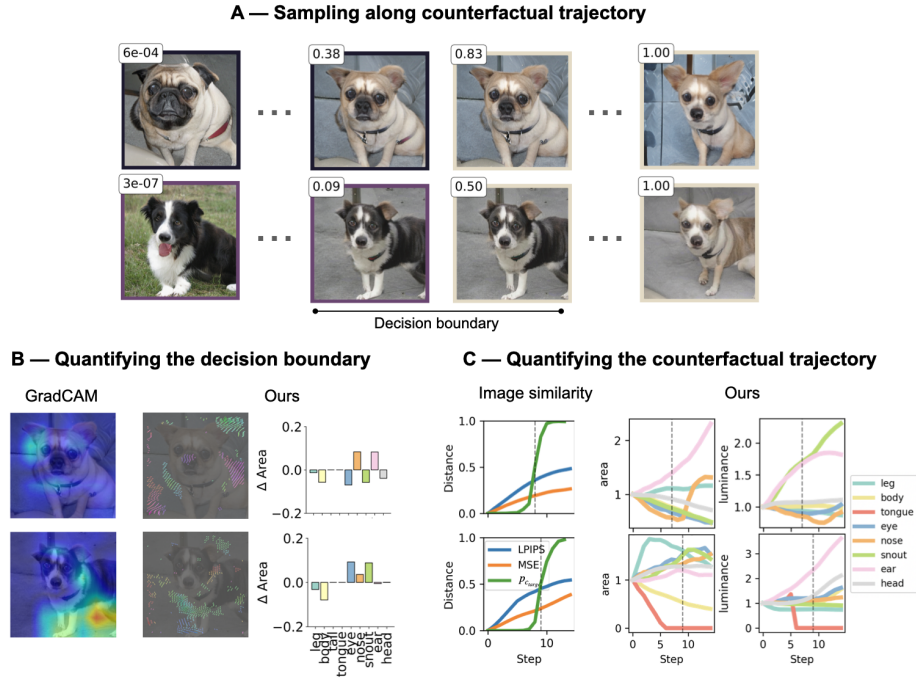 A — Sampling along counterfactual trajectory
6e-04
0.38
0.83
1.00
3e-07
0.09
0.50
1.00
Decision boundary
B — Quantifying the decision boundary
GradCAM
Ours
0.2
Δ Area
0.0
−0.2
0.2
Δ Area
0.0
−0.2
leg
body
tail
tongue
eye
nose
snout
ear
head
C — Quantifying the counterfactual trajectory
Image similarity
Ours
1.0
Distance
0.5
0.0
area
2
1
luminance
2.0
1.0
1.0
Distance
0.5
0.0
LPIPS
MSE
0
10
Step
area
1
0
0
5
10
Step
luminance
3
2
1
0
0
10
Step
leg
body
tongue
eye
nose
snout
ear
head